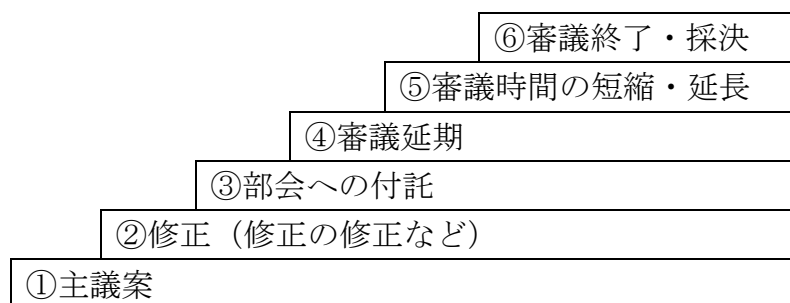 ⑥審議終了・採決
⑤審議時間の短縮・延長
④審議延期
③部会への付託
②修正（修正の修正など）
①主議案